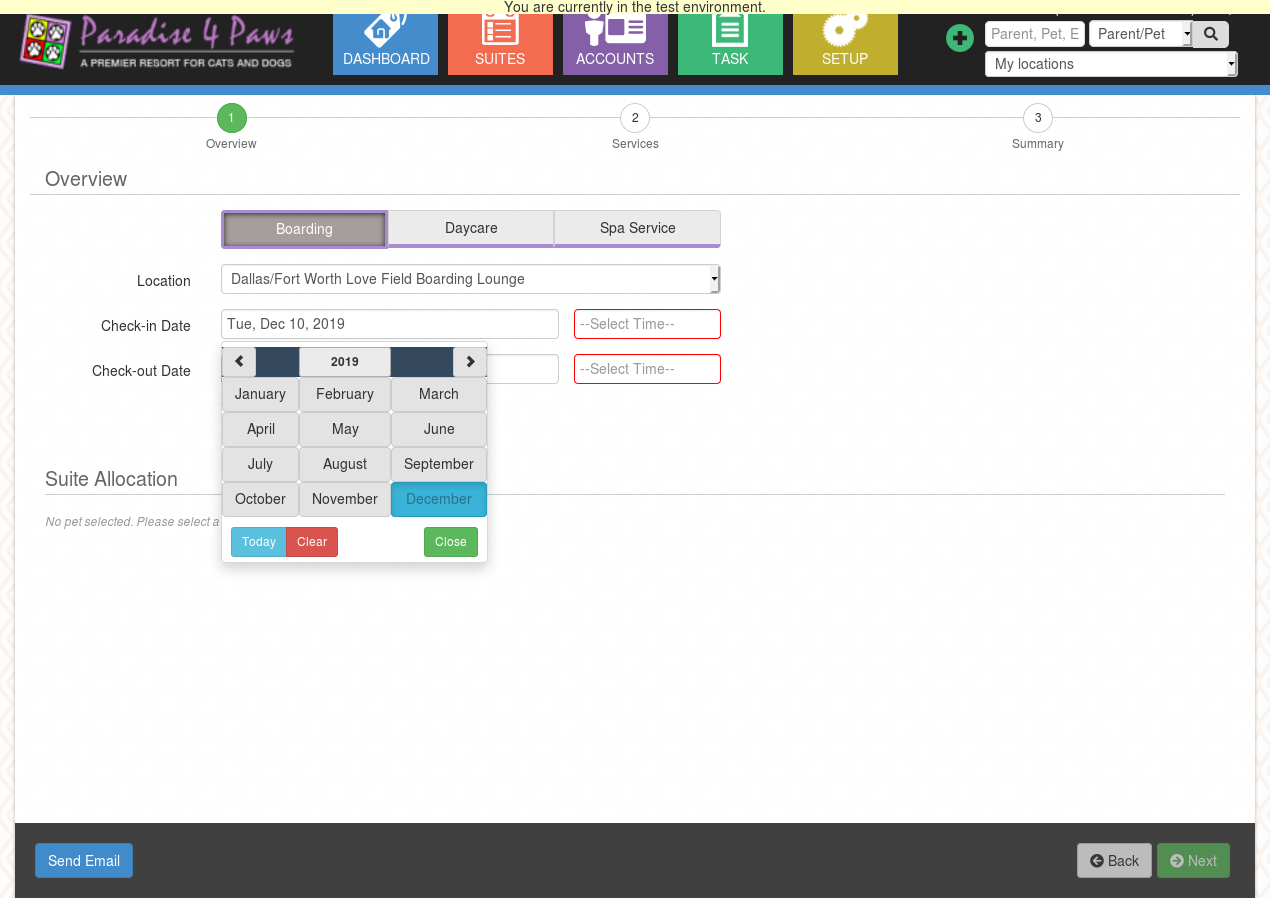 You are currently in the test environment.
Paradise 4 Paws
A PREMIER RESORT FOR CATS AND DOGS
DASHBOARD
SUITES
ACCOUNTS
TASK
SETUP
Parent, Pet, E
Parent/Pet
My locations
1
2
3
Overview
Services
Summary
Overview
Boarding
Daycare
Spa Service
Location
Dallas/Fort Worth Love Field Boarding Lounge
Check-in Date
Tue, Dec 10, 2019
--Select Time--
Check-out Date
--Select Time--
2019
January February March
April May June
July August September
October November December
Today Clear Close
Suite Allocation
No pet selected. Please select a
Send Email
Back
Next